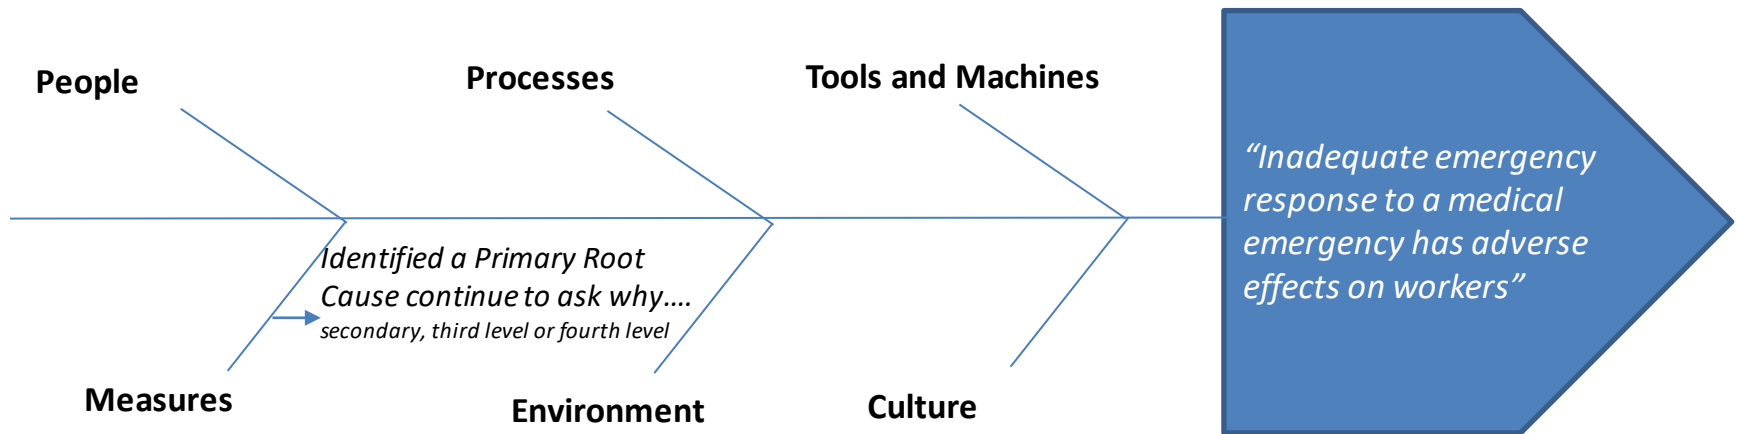 People
Processes
Tools and Machines
“Inadequate emergency
response to a medical
emergency has adverse
effects on workers”
Identified a Primary Root
Cause continue to ask why....
secondary, third level or fourth level
Measures
Environment
Culture